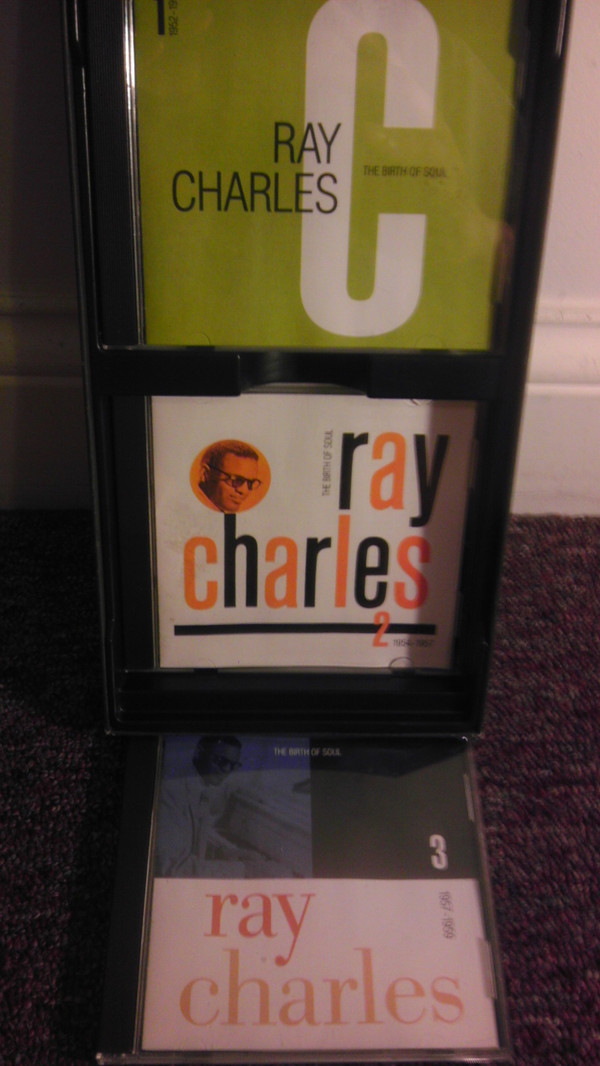 1
RAY
CHARLES
THE BIRTH OF SOUL
THE BIRTH OF SOUL
ray
charles
2
1954-1957
THE BIRTH OF SOUL
3
1957-1959
ray
charles